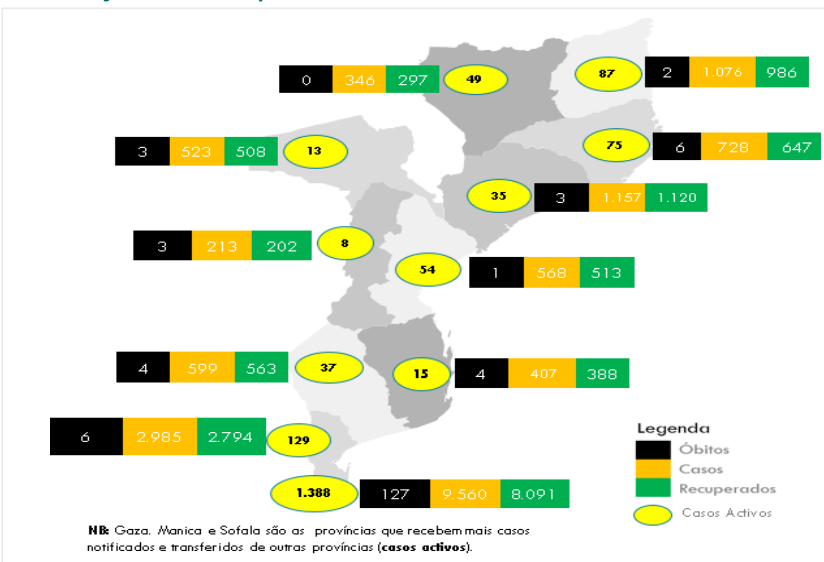 0 346 297 49
87 2 1.076 986
3 523 508 13
75 6 728 647
35 3 1.157 1.120
3 213 202 8
54 1 568 513
4 599 563 37
15 4 407 388
6 2.985 2.794 129
1.388 127 9.560 8.091
Legenda
Óbitos
Casos
Recuperados
Casos Activos
NB: Gaza, Manica e Sofala são as províncias que recebem mais casos
notificados e transferidos de outras províncias (casos activos).